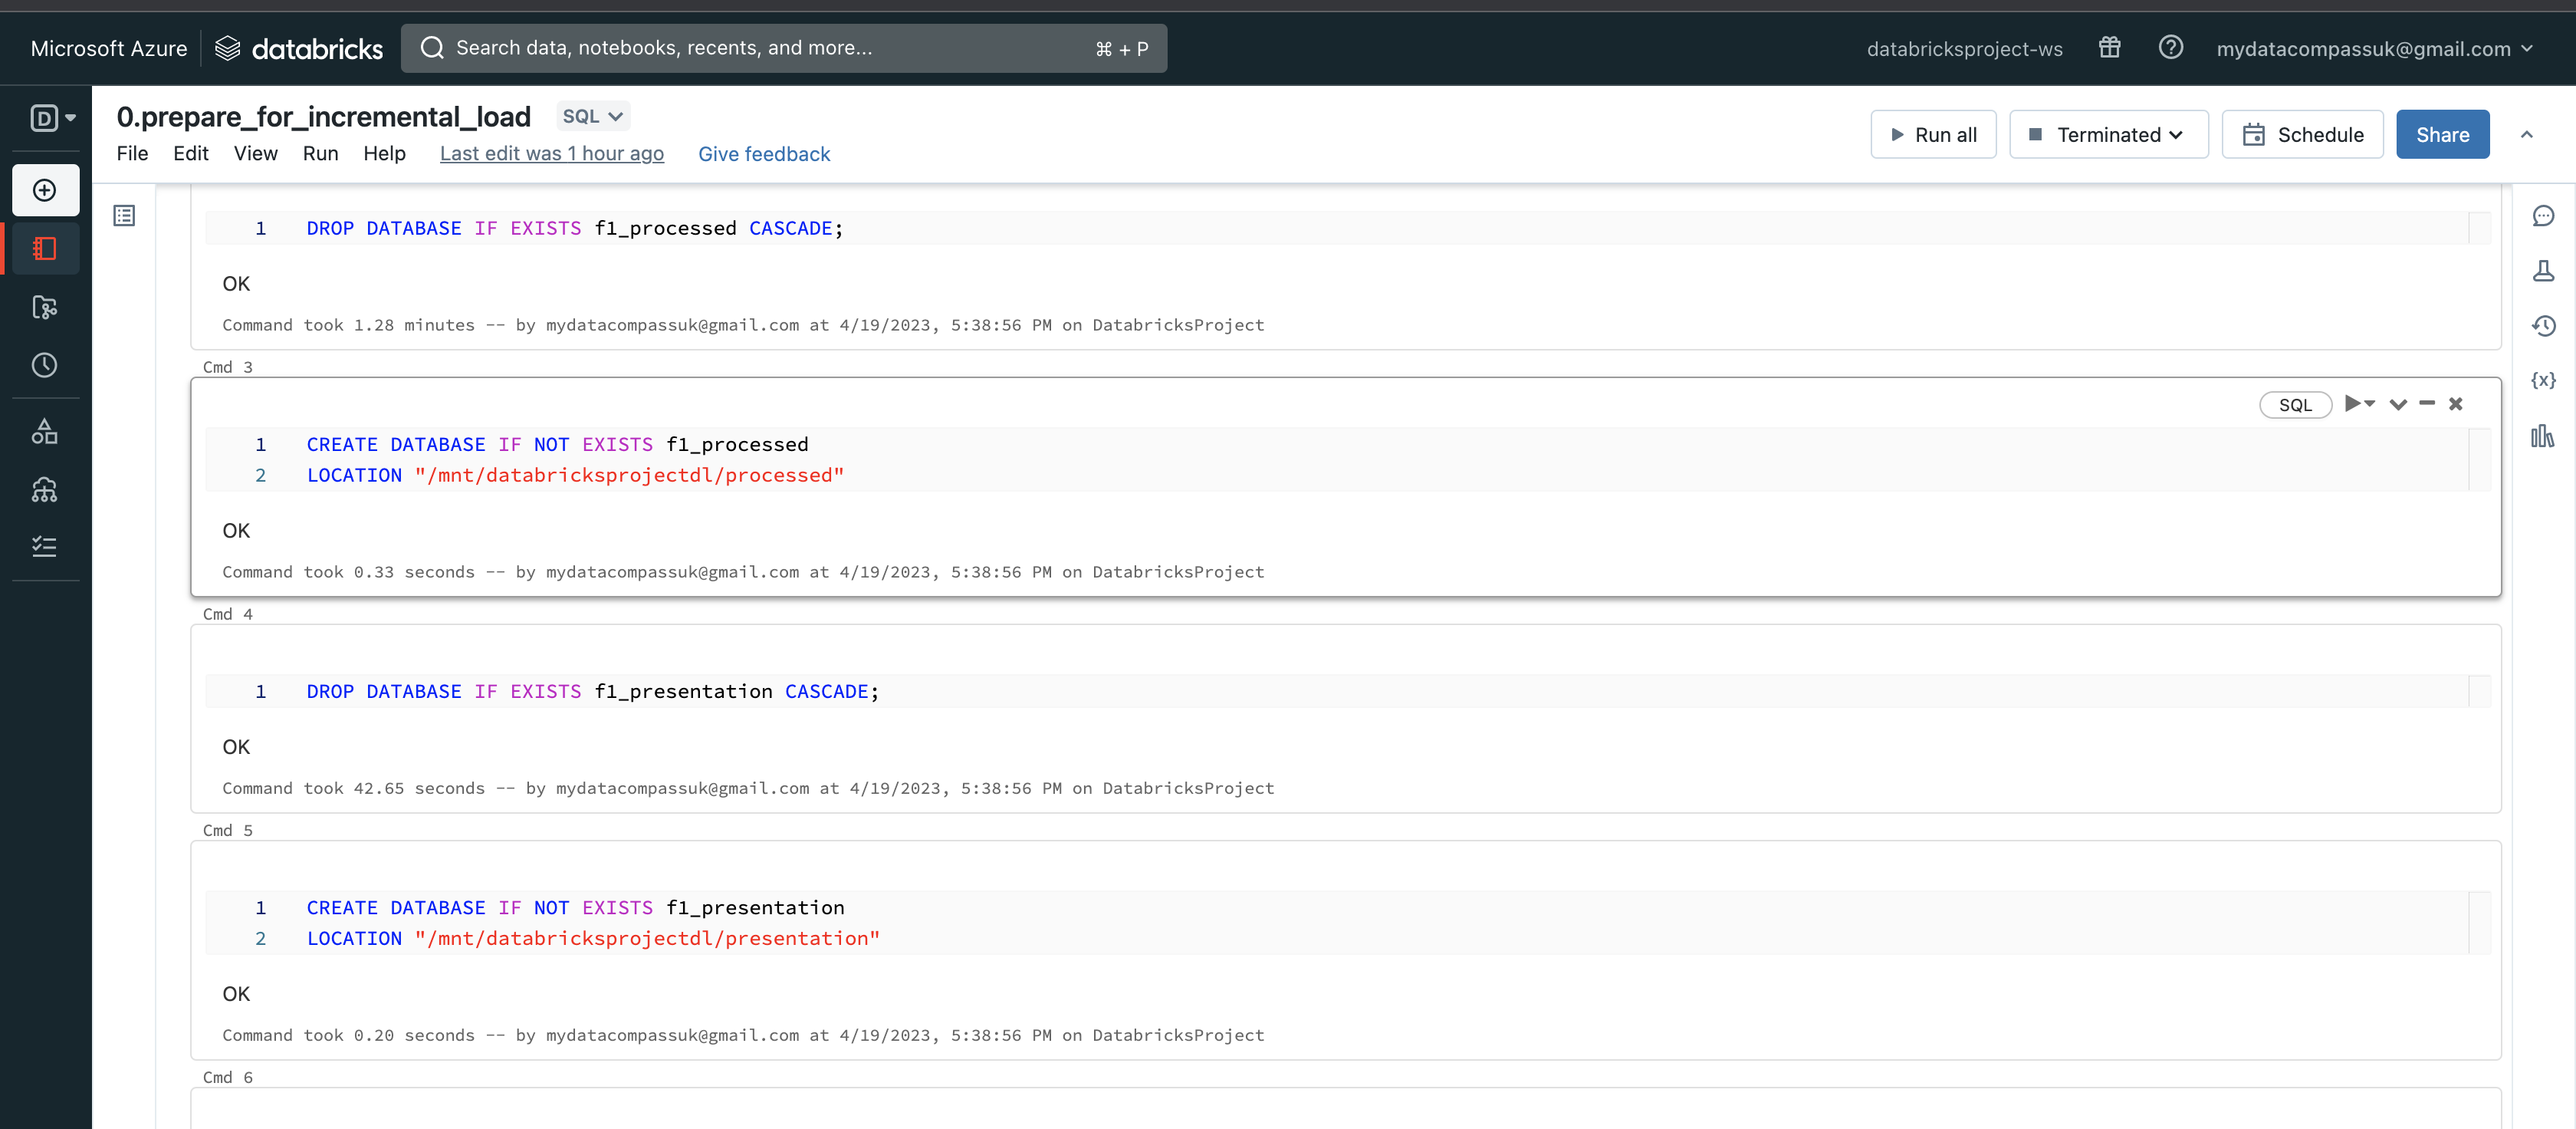 Microsoft Azure databricks Search data, notebooks, recents, and more... ⌘ + P databricksproject-ws mydatacompassuk@gmail.com
D 0.prepare_for_incremental_load SQL
File Edit View Run Help Last edit was 1 hour ago Give feedback Run all Terminated Schedule Share
1 DROP DATABASE IF EXISTS f1_processed CASCADE;
OK
Command took 1.28 minutes -- by mydatacompassuk@gmail.com at 4/19/2023, 5:38:56 PM on DatabricksProject
Cmd 3
SQL
1 CREATE DATABASE IF NOT EXISTS f1_processed
2 LOCATION "/mnt/databricksprojectdl/processed"
OK
Command took 0.33 seconds -- by mydatacompassuk@gmail.com at 4/19/2023, 5:38:56 PM on DatabricksProject
Cmd 4
1 DROP DATABASE IF EXISTS f1_presentation CASCADE;
OK
Command took 42.65 seconds -- by mydatacompassuk@gmail.com at 4/19/2023, 5:38:56 PM on DatabricksProject
Cmd 5
1 CREATE DATABASE IF NOT EXISTS f1_presentation
2 LOCATION "/mnt/databricksprojectdl/presentation"
OK
Command took 0.20 seconds -- by mydatacompassuk@gmail.com at 4/19/2023, 5:38:56 PM on DatabricksProject
Cmd 6